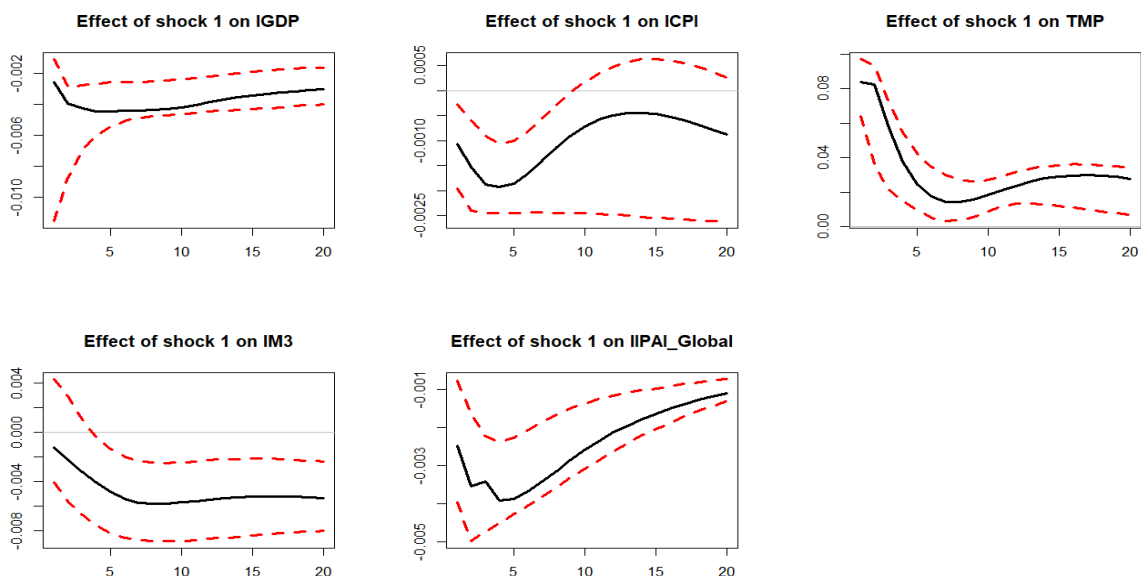 Effect of shock 1 on lGDP
-0.002
-0.006
-0.010
5 10 15 20
Effect of shock 1 on lCPI
0.0005
-0.0010
-0.0025
5 10 15 20
Effect of shock 1 on TMP
0.08
0.04
0.00
5 10 15 20
Effect of shock 1 on lM3
0.004
0.000
-0.004
-0.008
5 10 15 20
Effect of shock 1 on lIPAI_Global
-0.001
-0.003
-0.005
5 10 15 20